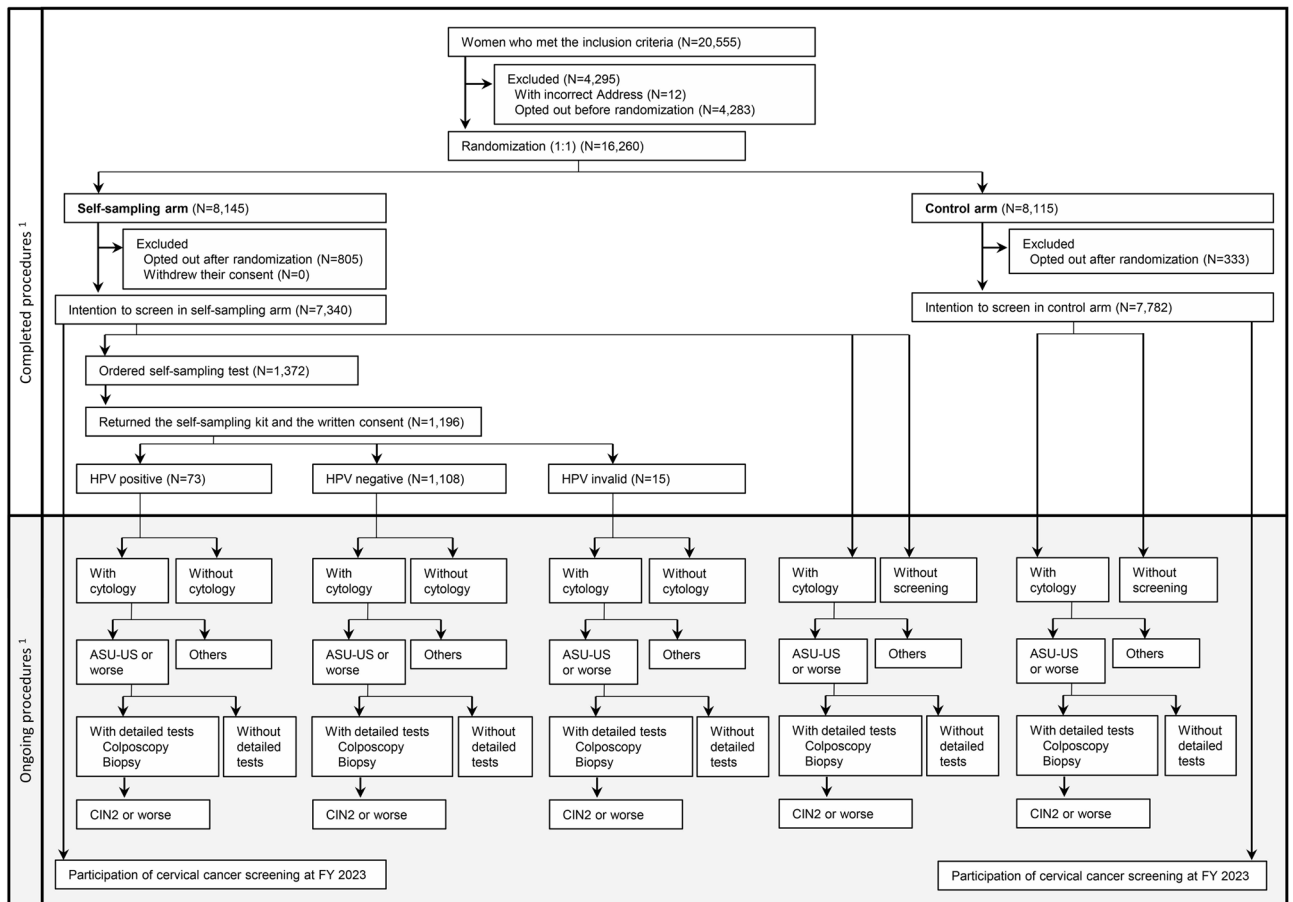 Completed procedures 1
Women who met the inclusion criteria (N=20,555)
Excluded (N=4,295)
With incorrect Address (N=12)
Opted out before randomization (N=4,283)
Randomization (1:1) (N=16,260)
Self-sampling arm (N=8,145)
Control arm (N=8,115)
Excluded
Opted out after randomization (N=805)
Withdrew their consent (N=0)
Excluded
Opted out after randomization (N=333)
Intention to screen in self-sampling arm (N=7,340)
Intention to screen in control arm (N=7,782)
Ordered self-sampling test (N=1,372)
Returned the self-sampling kit and the written consent (N=1,196)
HPV positive (N=73)
HPV negative (N=1,108)
HPV invalid (N=15)
Ongoing procedures 1
With
cytology
Without
cytology
With
cytology
Without
cytology
With
cytology
Without
cytology
With
cytology
Without
screening
With
cytology
Without
screening
ASU-US or
worse
Others
ASU-US or
worse
Others
ASU-US
or worse
Others
ASU-US
or worse
Others
ASU-US
or worse
Others
With detailed tests
Colposcopy
Biopsy
Without
detailed
tests
With detailed tests
Colposcopy
Biopsy
Without
detailed
tests
With detailed tests
Colposcopy
Biopsy
Without
detailed
tests
With detailed tests
Colposcopy
Biopsy
Without
detailed
tests
With detailed tests
Colposcopy
Biopsy
Without
detailed
tests
CIN2 or worse
CIN2 or worse
CIN2 or worse
CIN2 or worse
CIN2 or worse
Participation of cervical cancer screening at FY 2023
Participation of cervical cancer screening at FY 2023